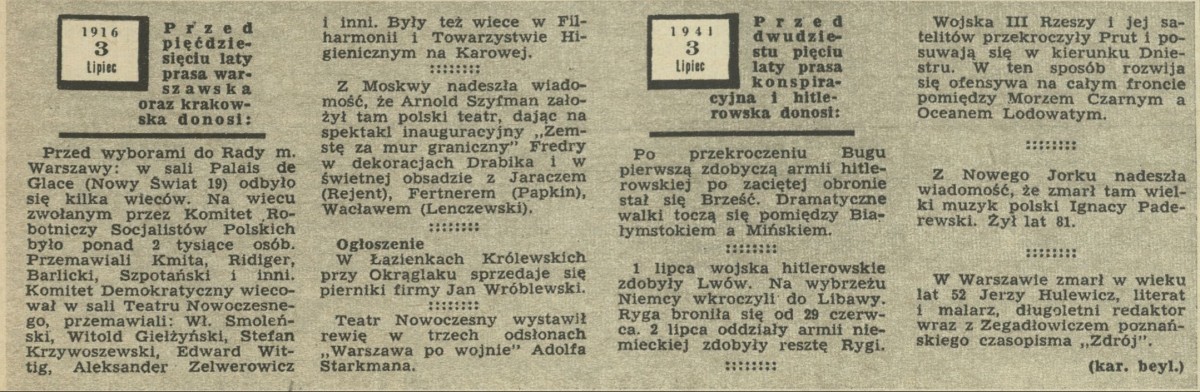 1916
3
Lipiec
Przed
pięćdzie-
sięciu laty
prasa war-
szawska
oraz krakow-
ska donosi:
Przed wyborami do Rady m.
Warszawy: w sali Palais de
Glace (Nowy Świat 19) odbyło
się kilka wieców. Na wiecu
zwołanym przez Komitet Ro-
botniczy Socjalistów Polskich
było ponad 2 tysiące osób.
Przemawiali Kmita, Ridiger,
Barlicki, Szpotański i inni.
Komitet Demokratyczny wieco-
wał w sali Teatru Nowoczesne-
go, przemawiali: Wł. Smoleń-
ski, Witold Giełżyński, Stefan
Krzywoszewski, Edward Wit-
tig, Aleksander Zelwerowicz
i inni. Były też wiece w Fil-
harmonii i Towarzystwie Hi-
gienicznym na Karowej.
Z Moskwy nadeszła wiado-
mość, że Arnold Szyfman zało-
żył tam polski teatr, dając na
spektakl inauguracyjny „Zem-
stę za mur graniczny" Fredry
w dekoracjach Drabika i w
świetnej obsadzie z Jaraczem
(Rejent), Fertnerem (Papkin),
Wacławem (Lenczewski).
Ogłoszenie
W Łazienkach Królewskich
przy Okrąglaku sprzedaje się
pierniki firmy Jan Wróblewski.
Teatr Nowoczesny wystawił
rewię w trzech odsłonach
„Warszawa po wojnie" Adolfa
Starkmana.
1941
3
Lipiec
Przed
dwudzie-
stu pięciu
laty prasa
konspira-
cyjna i hitle-
rowska donosi:
Po przekroczeniu Bugu
pierwszą zdobyczą armii hitle-
rowskiej po zaciętej obronie
stał się Brześć. Dramatyczne
walki toczą się pomiędzy Bia-
łymstokiem a Mińskiem.
1 lipca wojska hitlerowskie
zdobyły Lwów. Na wybrzeżu
Niemcy wkroczyli do Libawy.
Ryga broniła się od 29 czerw-
ca. 2 lipca oddziały armii nie-
mieckiej zdobyły resztę Rygi.
Wojska III Rzeszy i jej sa-
telitów przekroczyły Prut i po-
suwają się w kierunku Dnie-
stru. W ten sposób rozwija
się ofensywa na całym froncie
pomiędzy Morzem Czarnym a
Oceanem Lodowatym.
Z Nowego Jorku nadeszła
wiadomość, że zmarł tam wiel-
ki muzyk polski Ignacy Pade-
rewski. Żył lat 81.
W Warszawie zmarł w wieku
lat 52 Jerzy Hulewicz, literat
i malarz, długoletni redaktor
wraz z Zegadłowiczem poznań-
skiego czasopisma „Zdrój".
(kar. beyl.)